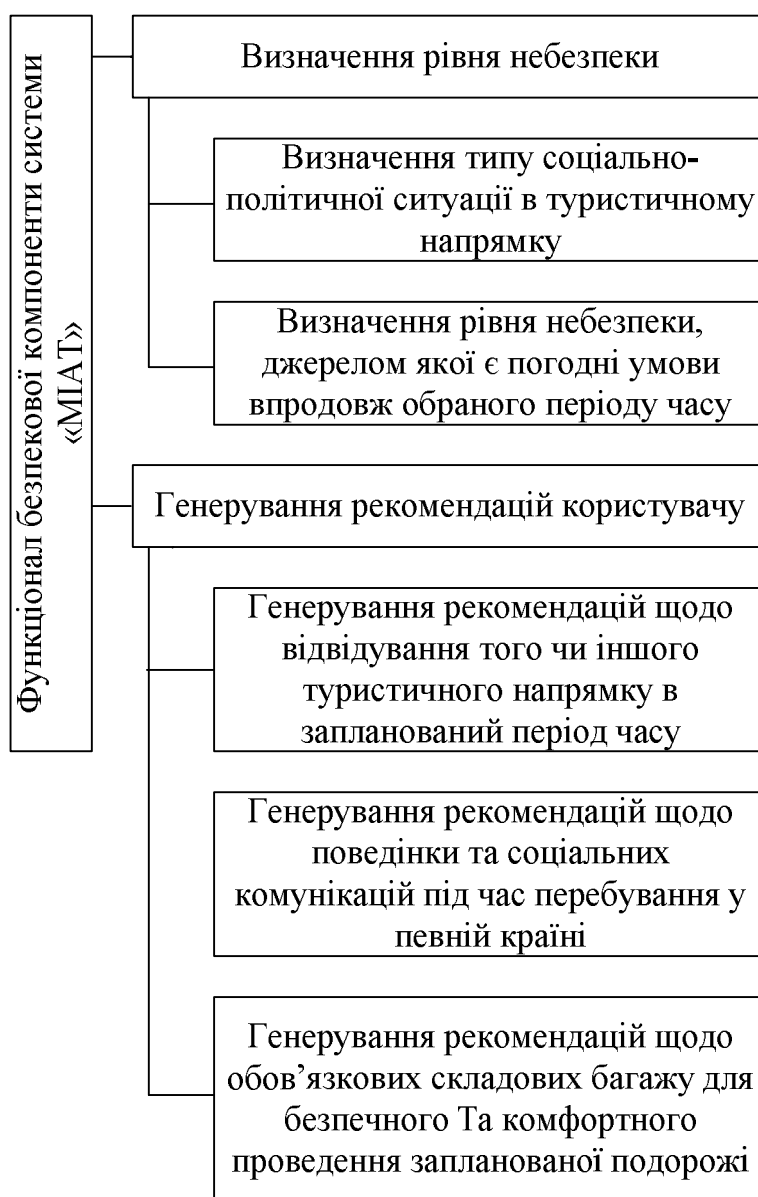 Функціонал безпекової компоненти системи
«МІАТ»
Визначення рівня небезпеки
Визначення типу соціально-
політичної ситуації в туристичному
напрямку
Визначення рівня небезпеки,
джерелом якої є погодні умови
впродовж обраного періоду часу
Генерування рекомендацій користувачу
Генерування рекомендацій щодо
відвідування того чи іншого
туристичного напрямку в
запланований період часу
Генерування рекомендацій щодо
поведінки та соціальних
комунікацій під час перебування у
певній країні
Генерування рекомендацій щодо
обов’язкових складових багажу для
безпечного Та комфортного
проведення запланованої подорожі